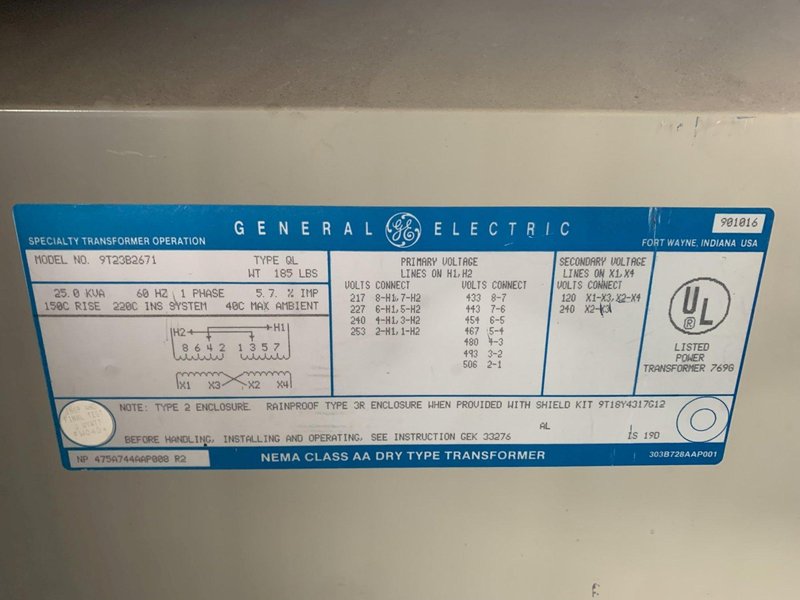 901016
GENERAL GE ELECTRIC
SPECIALTY TRANSFORMER OPERATION
FORT WAYNE, INDIANA USA
MODEL NO. 9T23B2671 TYPE QL
WT 185 LBS
25.0 KVA 60 HZ 1 PHASE 5.7. % IMP
150C RISE 220C INS SYSTEM 40C MAX AMBIENT
H2 H1
8 6 4 2 1 3 5 7
X1 X3 X2 X4
PRIMARY VOLTAGE
LINES ON H1,H2
VOLTS CONNECT VOLTS CONNECT
217 8-H1,7-H2 433 8-7
227 6-H1,5-H2 443 7-6
240 4-H1,3-H2 454 6-5
253 2-H1,1-H2 467 5-4
480 4-3
493 3-2
506 2-1
SECONDARY VOLTAGE
LINES ON X1,X4
VOLTS CONNECT
120 X1-X3,X2-X4
240 X2-X3
UL
®
LISTED
POWER
TRANSFORMER 769G
NOTE: TYPE 2 ENCLOSURE. RAINPROOF TYPE 3R ENCLOSURE WHEN PROVIDED WITH SHIELD KIT 9T18Y4317G12
AL
BEFORE HANDLING, INSTALLING AND OPERATING, SEE INSTRUCTION GEK 33276
IS 19D
NP 475A744AAP008 R2
NEMA CLASS AA DRY TYPE TRANSFORMER
303B728AAP001